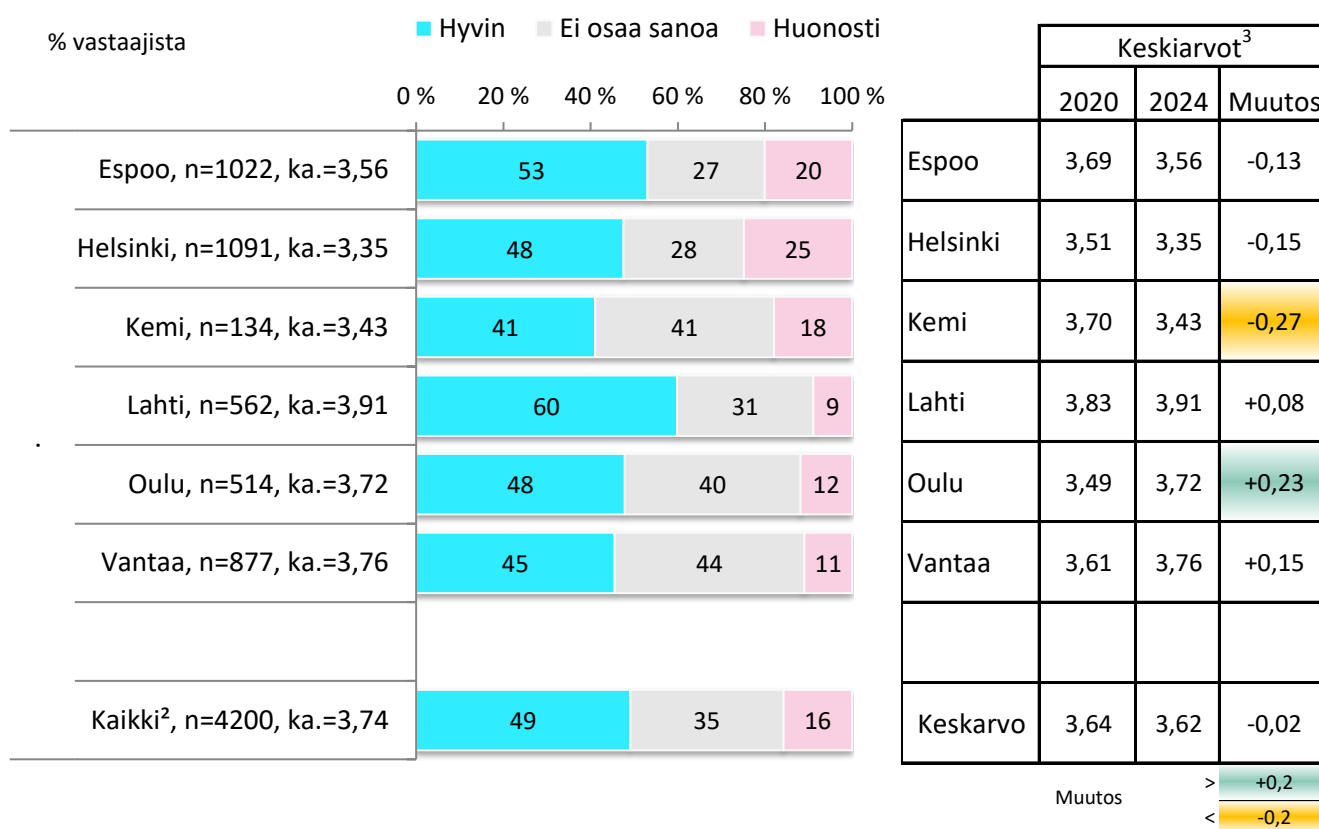 % vastaajista
Hyvin Ei osaa sanoa Huonosti
0 % 20 % 40 % 60 % 80 % 100 %
Espoo, n=1022, ka.=3,56 53 27 20
Helsinki, n=1091, ka.=3,35 48 28 25
Kemi, n=134, ka.=3,43 41 41 18
Lahti, n=562, ka.=3,91 60 31 9
.
Oulu, n=514, ka.=3,72 48 40 12
Vantaa, n=877, ka.=3,76 45 44 11
Kaikki², n=4200, ka.=3,74 49 35 16
Keskiarvot³
2020 2024 Muutos
Espoo 3,69 3,56 -0,13
Helsinki 3,51 3,35 -0,15
Kemi 3,70 3,43 -0,27
Lahti 3,83 3,91 +0,08
Oulu 3,49 3,72 +0,23
Vantaa 3,61 3,76 +0,15
Keskarvo 3,64 3,62 -0,02
Muutos
> +0,2
< -0,2